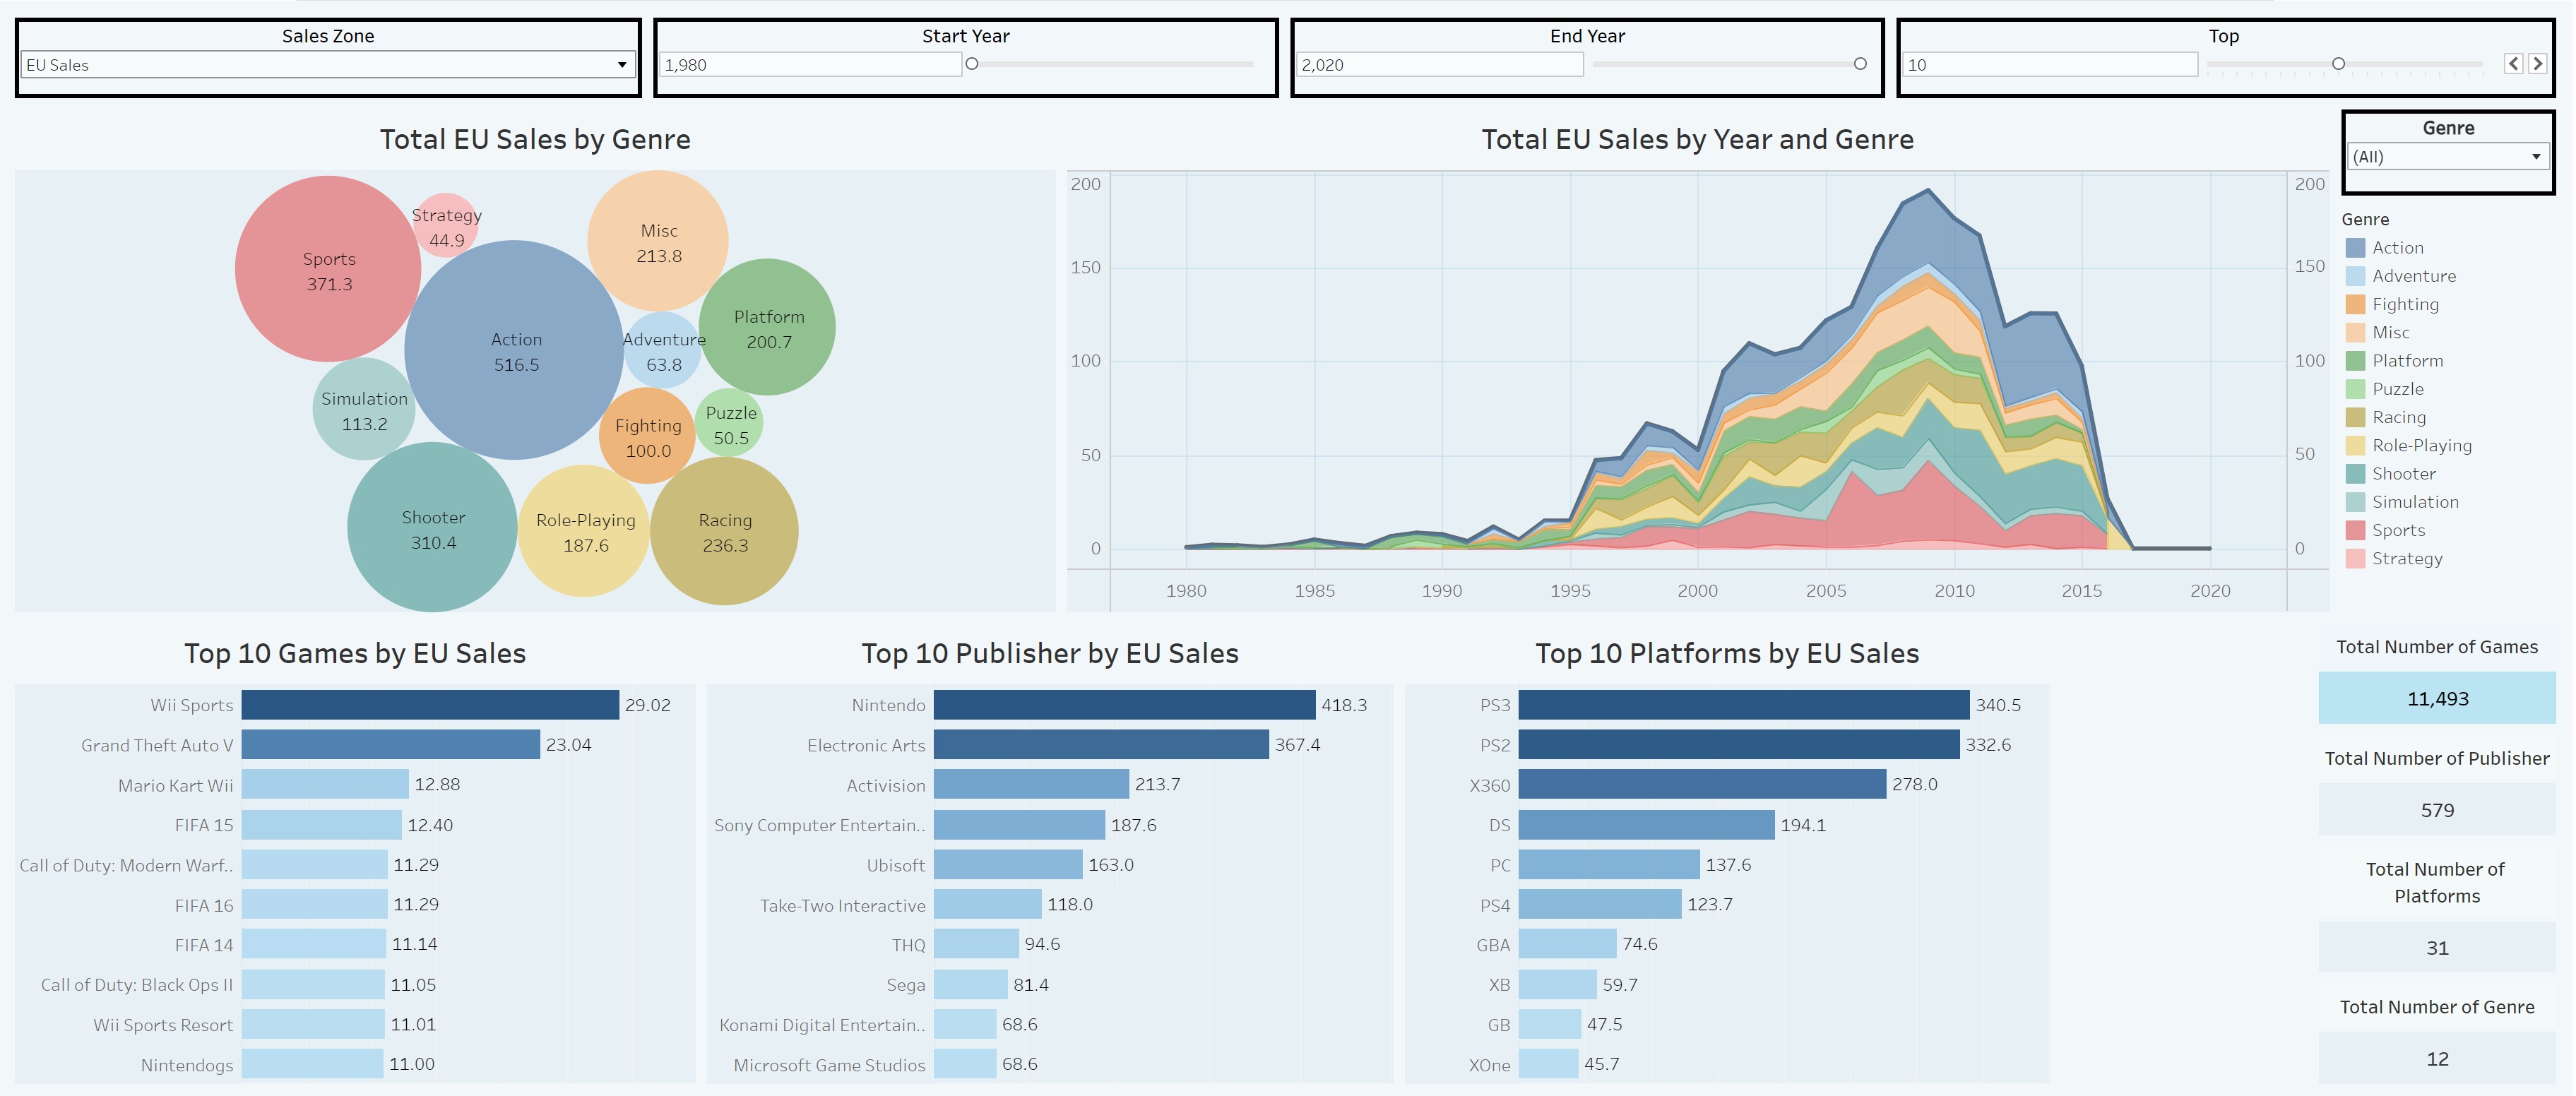 Sales Zone
EU Sales
Start Year
1,980
End Year
2,020
Top
10
Total EU Sales by Genre
Sports
371.3
Strategy
44.9
Misc
213.8
Action
516.5
Adventure
63.8
Platform
200.7
Simulation
113.2
Fighting
100.0
Puzzle
50.5
Shooter
310.4
Role-Playing
187.6
Racing
236.3
Total EU Sales by Year and Genre
200
150
100
50
0
200
150
100
50
0
1980
1985
1990
1995
2000
2005
2010
2015
2020
Genre
(All)
Genre
Action
Adventure
Fighting
Misc
Platform
Puzzle
Racing
Role-Playing
Shooter
Simulation
Sports
Strategy
Top 10 Games by EU Sales
Wii Sports 29.02
Grand Theft Auto V 23.04
Mario Kart Wii 12.88
FIFA 15 12.40
Call of Duty: Modern Warf.. 11.29
FIFA 16 11.29
FIFA 14 11.14
Call of Duty: Black Ops II 11.05
Wii Sports Resort 11.01
Nintendogs 11.00
Top 10 Publisher by EU Sales
Nintendo 418.3
Electronic Arts 367.4
Activision 213.7
Sony Computer Entertain.. 187.6
Ubisoft 163.0
Take-Two Interactive 118.0
THQ 94.6
Sega 81.4
Konami Digital Entertain.. 68.6
Microsoft Game Studios 68.6
Top 10 Platforms by EU Sales
PS3 340.5
PS2 332.6
X360 278.0
DS 194.1
PC 137.6
PS4 123.7
GBA 74.6
XB 59.7
GB 47.5
XOne 45.7
Total Number of Games
11,493
Total Number of Publisher
579
Total Number of
Platforms
31
Total Number of Genre
12